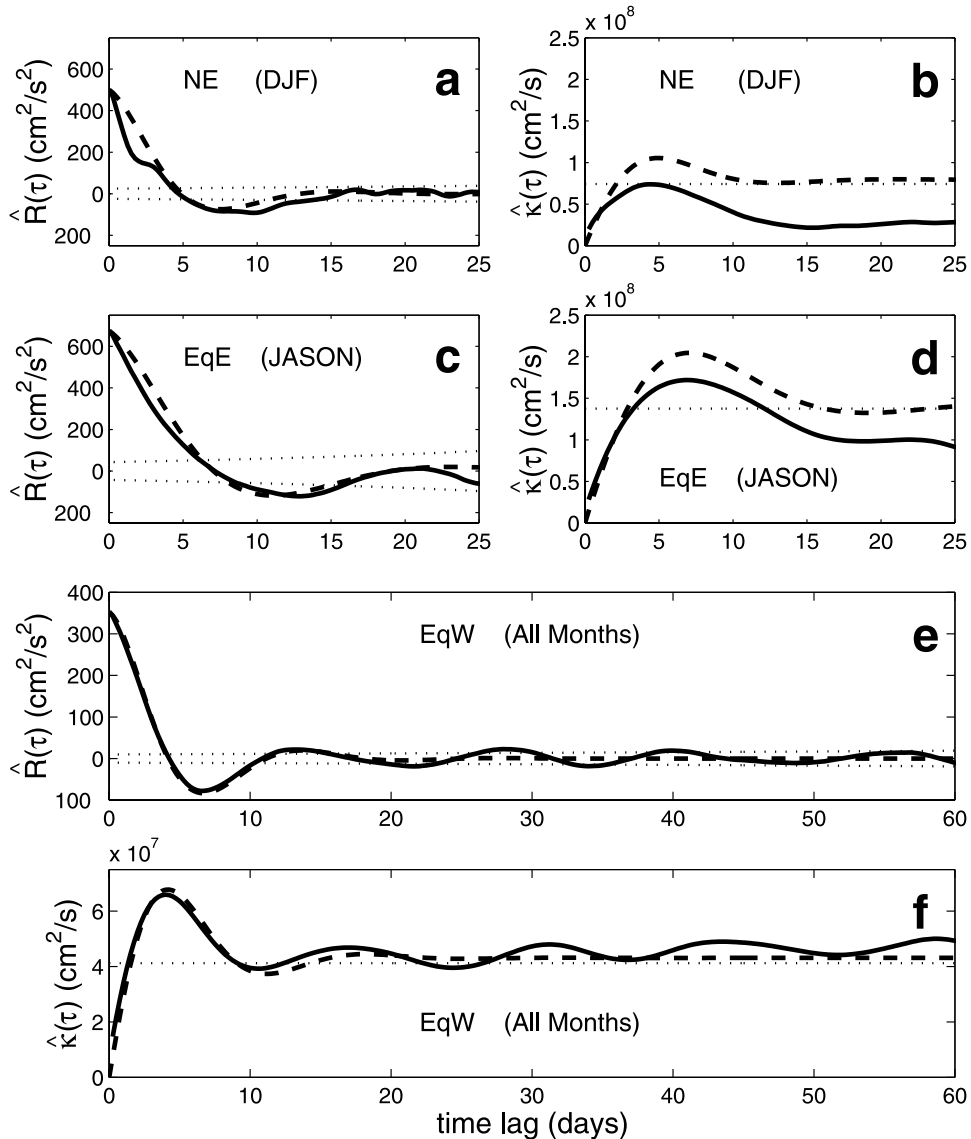 NE (DJF)
a
R̂(τ) (cm²/s²)
600
400
200
0
200
0 5 10 15 20 25
x 10⁸
NE (DJF)
b
κ̂(τ) (cm²/s)
2.5
2
1.5
1
0.5
0
0 5 10 15 20 25
EqE (JASON)
c
R̂(τ) (cm²/s²)
600
400
200
0
200
0 5 10 15 20 25
x 10⁸
d
κ̂(τ) (cm²/s)
2.5
2
1.5
1
0.5
0
EqE (JASON)
0 5 10 15 20 25
EqW (All Months)
e
R̂(τ) (cm²/s²)
400
300
200
100
0
100
0 10 20 30 40 50 60
x 10⁷
f
κ̂(τ) (cm²/s)
6
4
2
0
EqW (All Months)
0 10 20 30 40 50 60
time lag (days)